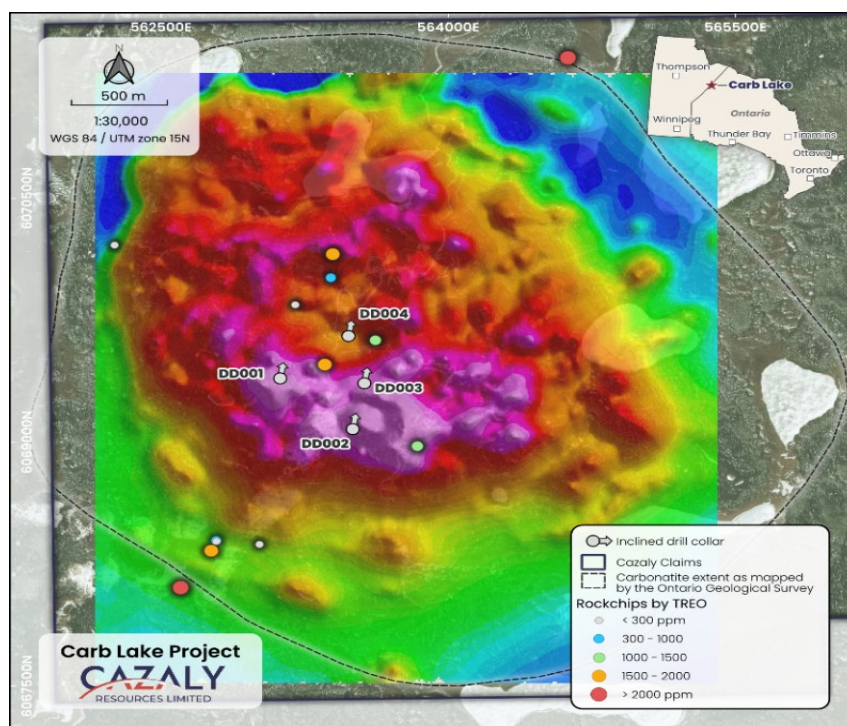 562500E
564000E
565500E
N
500 m
1:30,000
WGS 84 / UTM zone 15N
Thompson
Carb Lake
Ontario
Winnipeg
Thunder Bay
Timmins
Ottawa
Toronto
6070500N
6069000N
6067500N
DD004
DD001
DD003
DD002
Inclined drill collar
Cazaly Claims
Carbonatite extent as mapped
by the Ontario Geological Survey
Rockchips by TREO
< 300 ppm
300 - 1000
1000 - 1500
1500 - 2000
> 2000 ppm
Carb Lake Project
CAZALY
RESOURCES LIMITED